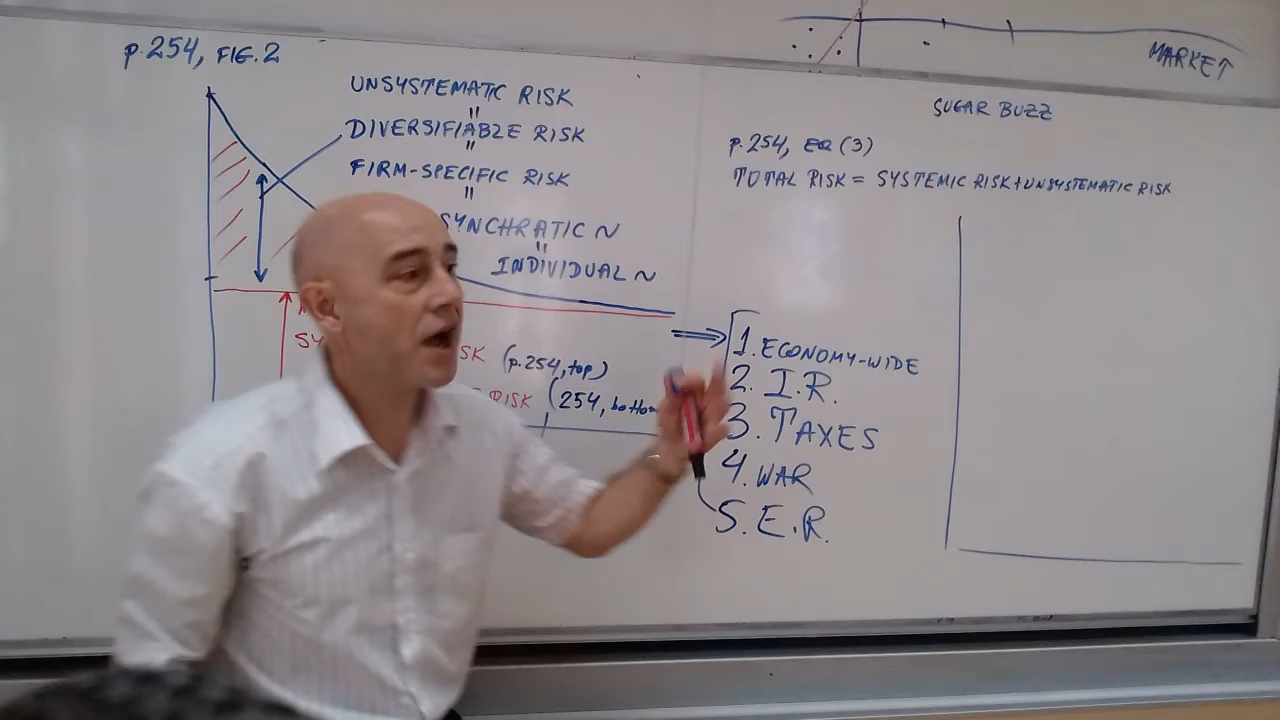 p.254, FIG.2
UNSYSTEMATIC RISK
"
DIVERSIFIABLE RISK
"
FIRM-SPECIFIC RISK
"
SYNCHRATIC ~
"
INDIVIDUAL ~
SK (p.254,top)
RISK (254, bottom
MARKET
SUGAR BUZZ
p.254, EQ (3)
TOTAL RISK = SYSTEMIC RISK+UNSYSTEMATIC RISK
1. ECONOMY-WIDE
2. I.R.
3. TAXES
4. WAR
5. E.R.